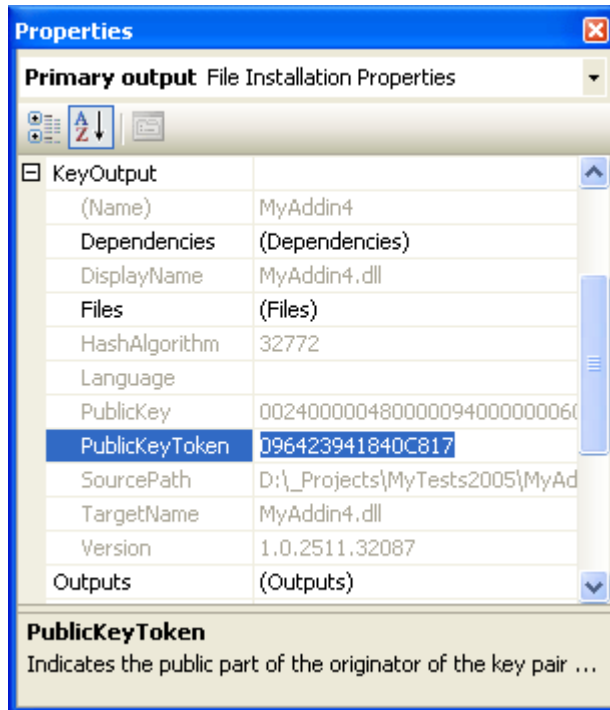 Properties
Primary output File Installation Properties
KeyOutput
(Name) MyAddin4
Dependencies (Dependencies)
DisplayName MyAddin4.dll
Files (Files)
HashAlgorithm 32772
Language
PublicKey 002400000480000094000000060
PublicKeyToken 096423941840C817
SourcePath D:\_Projects\MyTests2005\MyAd
TargetName MyAddin4.dll
Version 1.0.2511.32087
Outputs (Outputs)
PublicKeyToken
Indicates the public part of the originator of the key pair ...